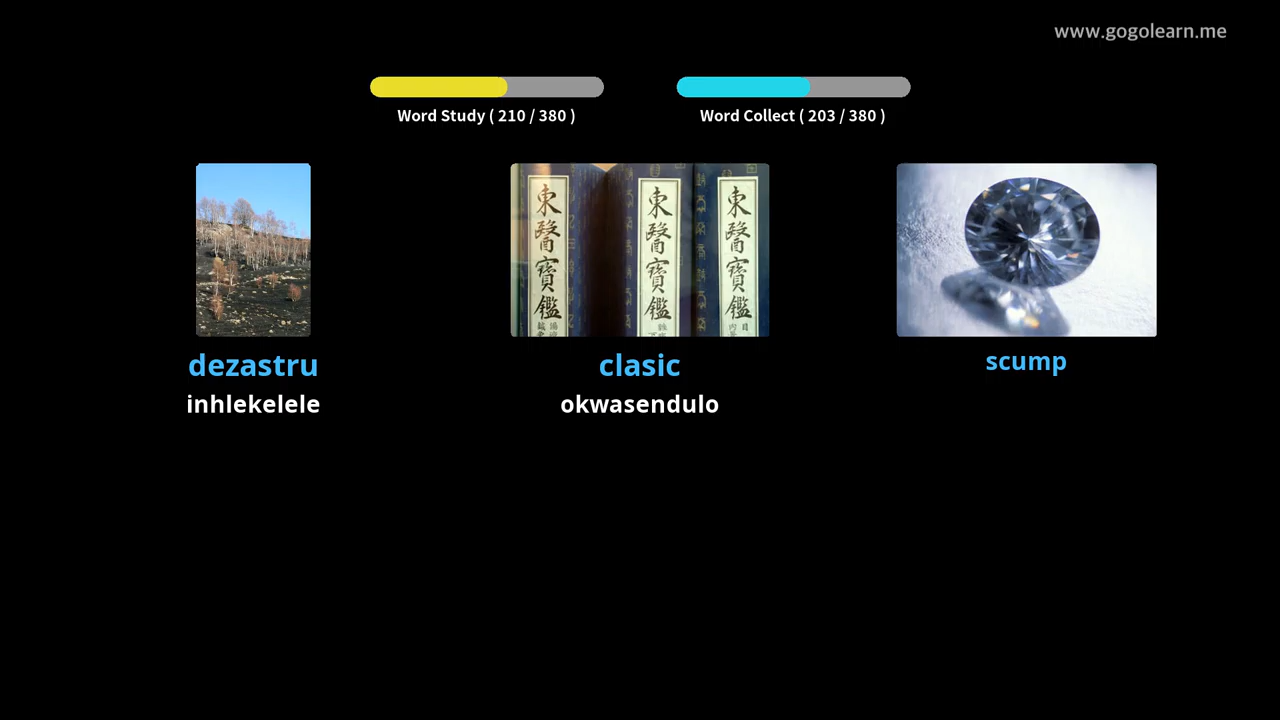 www.gogolearn.me
Word Study ( 210 / 380 )
Word Collect ( 203 / 380 )
東醫寶鑑
東醫寶鑑
東醫寶鑑
dezastru
clasic
scump
inhlekelele
okwasendulo